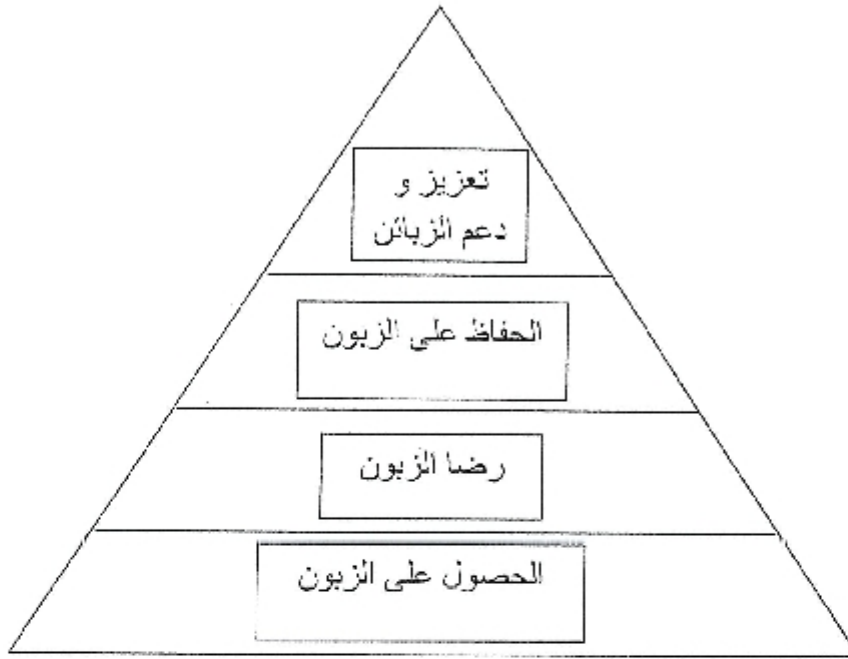 تعزيز و
دعم الزبائن
الحفاظ على الزبون
رضا الزبون
الحصول على الزبون